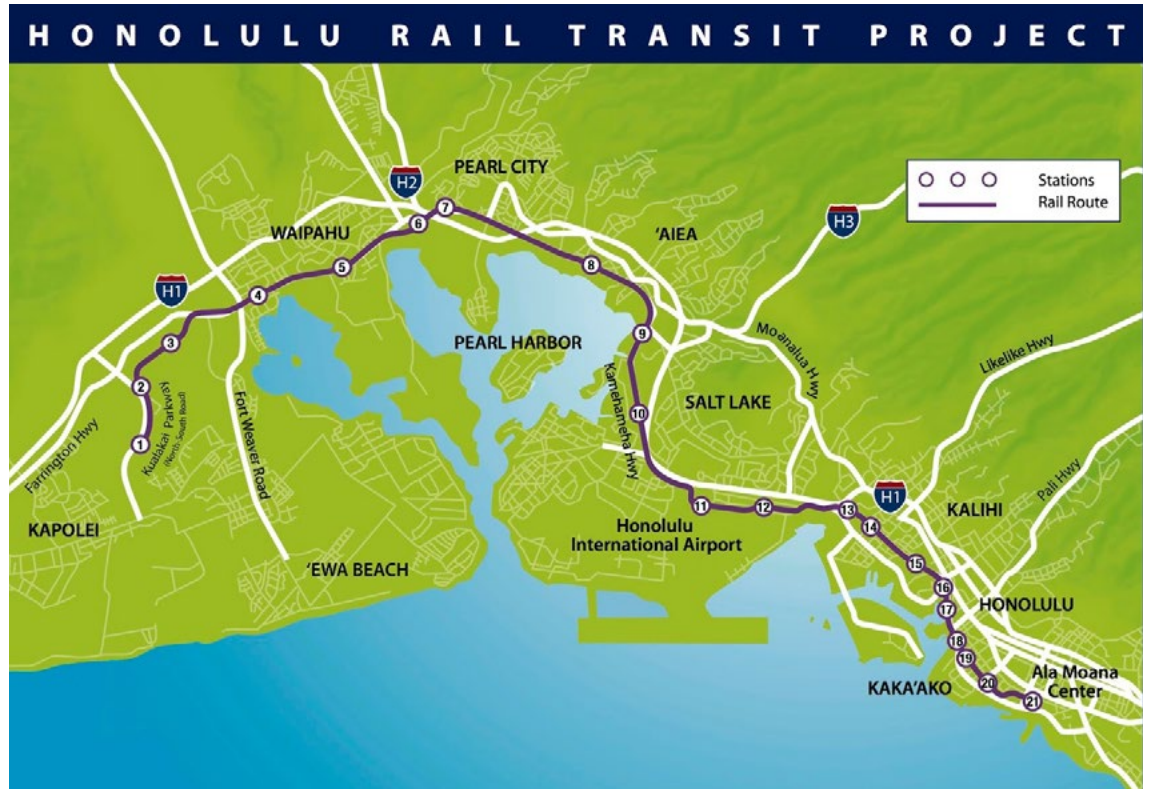 HONOLULU RAIL TRANSIT PROJECT
PEARL CITY
H2
Stations
Rail Route
7
6
WAIPAHU
'AIEA
H3
5
8
H1
4
3
9
PEARL HARBOR
Moanalua Hwy
Likelike Hwy
2
Kualakai Parkway
(North-South Road)
Fort Weaver Road
Kamehameha Hwy
SALT LAKE
10
1
Farrington Hwy
Pali Hwy
H1
KALIHI
KAPOLEI
11
12
13
14
Honolulu
International Airport
'EWA BEACH
15
16
17
HONOLULU
18
19
20
21
KAKA'AKO
Ala Moana
Center